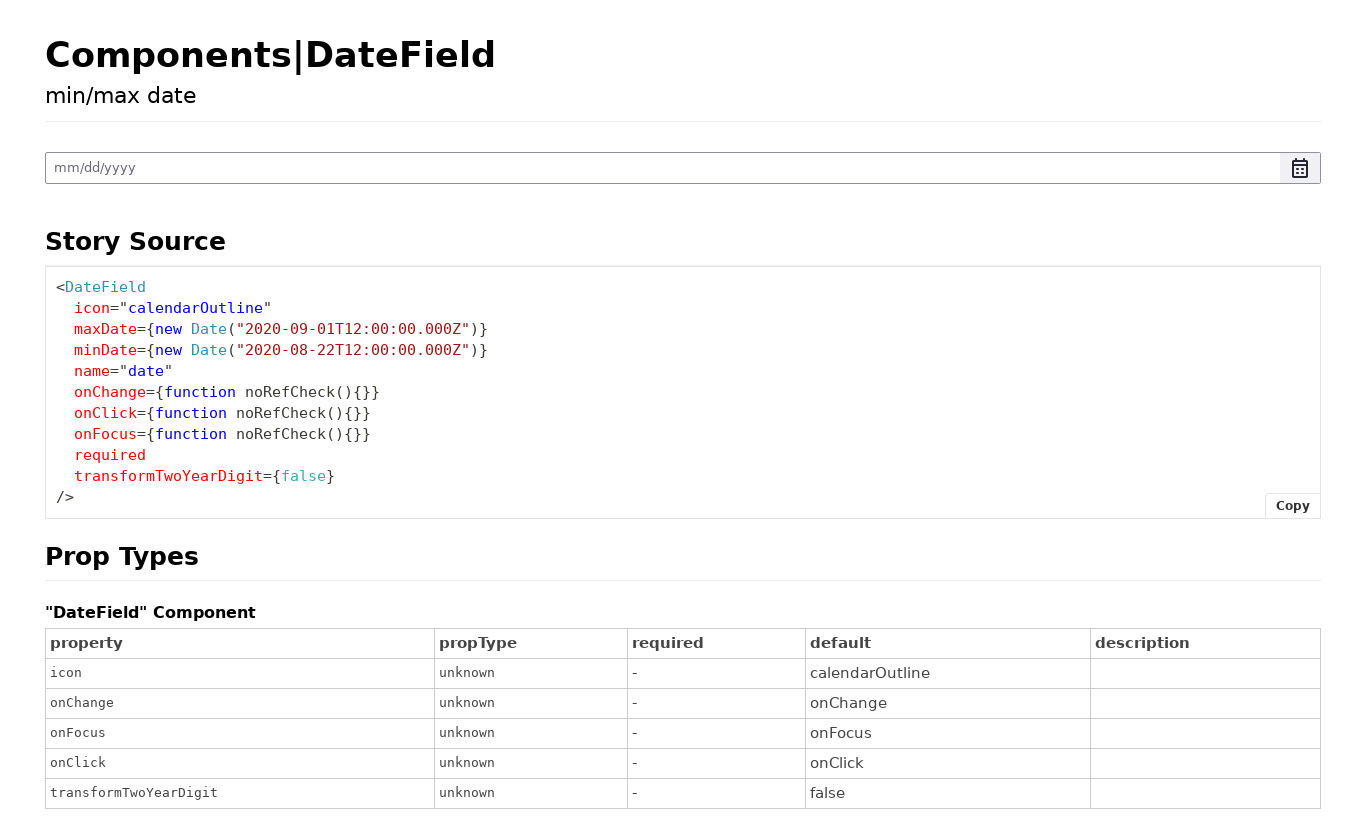 Components|DateField
min/max date
mm/dd/yyyy
Story Source
<DateField
  icon="calendarOutline"
  maxDate={new Date("2020-09-01T12:00:00.000Z")}
  minDate={new Date("2020-08-22T12:00:00.000Z")}
  name="date"
  onChange={function noRefCheck(){}}
  onClick={function noRefCheck(){}}
  onFocus={function noRefCheck(){}}
  required
  transformTwoYearDigit={false}
/>
Copy
Prop Types
"DateField" Component
property propType required default description
icon unknown - calendarOutline
onChange unknown - onChange
onFocus unknown - onFocus
onClick unknown - onClick
transformTwoYearDigit unknown - false